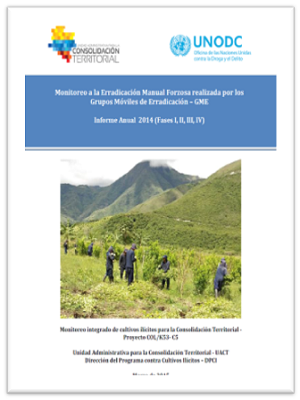 CONSOLIDACIÓN
TERRITORIAL
UNODC
Oficina de las Naciones Unidas
contra la Droga y el Delito
Monitoreo a la Erradicación Manual Forzosa realizada por los
Grupos Móviles de Erradicación – GME
Informe Anual 2014 (Fases I, II, III, IV)
Monitoreo integrado de cultivos ilícitos para la Consolidación Territorial -
Proyecto COL/K53- C5
Unidad Administrativa para la Consolidación Territorial - UACT
Dirección del Programa contra Cultivos Ilícitos – DPCI